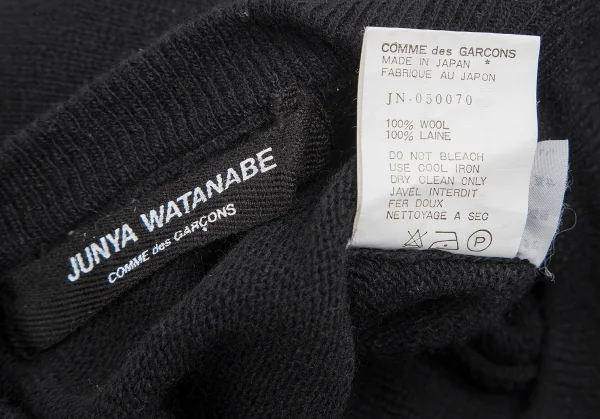 JUNYA WATANABE
COMME des GARÇONS
COMME des GARCONS
MADE IN JAPAN *
FABRIQUE AU JAPON
JN-050070
100% WOOL
100% LAINE
DO NOT BLEACH
USE COOL IRON
DRY CLEAN ONLY
JAVEL INTERDIT
FER DOUX
NETTOYAGE A SEC
P